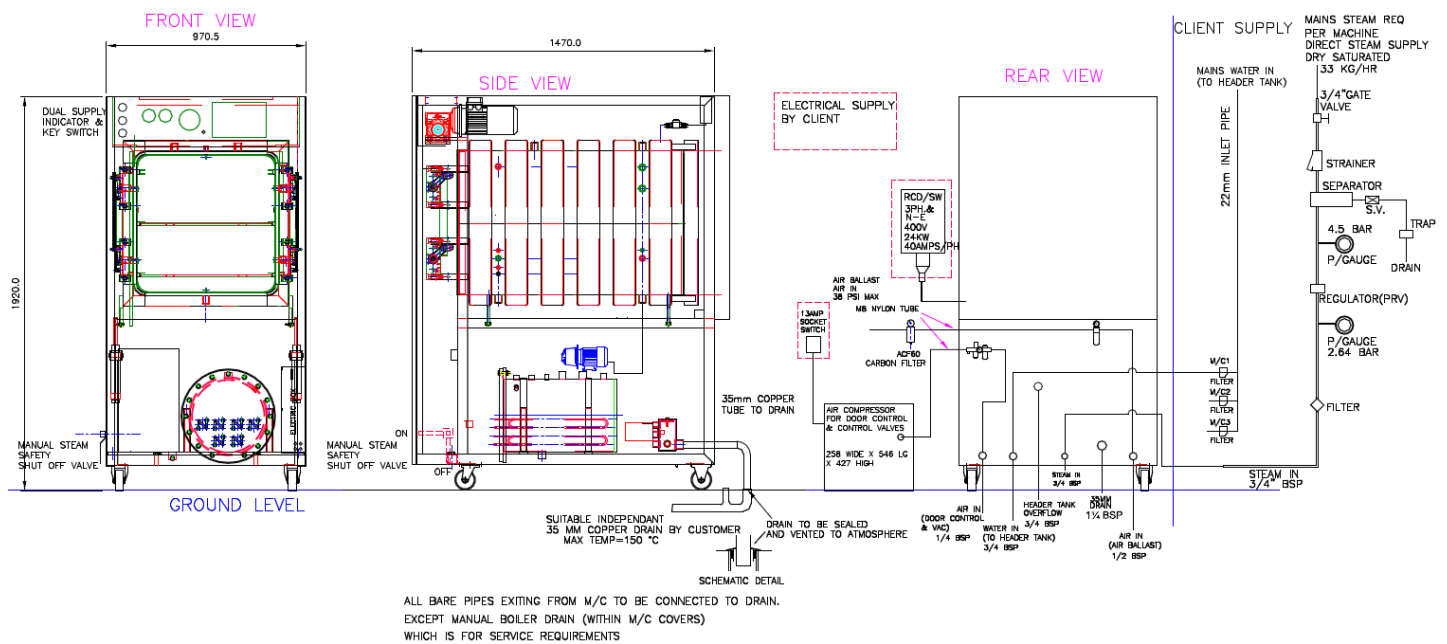 FRONT VIEW
970.5
1920.0
DUAL SUPPLY
INDICATOR &
KEY SWITCH
ELECTRIC BOX
MANUAL STEAM
SAFETY
SHUT OFF VALVE
GROUND LEVEL
1470.0
SIDE VIEW
ON
MANUAL STEAM
SAFETY
SHUT OFF VALVE
OFF
35mm COPPER
TUBE TO DRAIN
SUITABLE INDEPENDANT
35 MM COPPER DRAIN BY CUSTOMER
MAX TEMP=150 °C
DRAIN TO BE SEALED
AND VENTED TO ATMOSPHERE
SCHEMATIC DETAIL
ALL BARE PIPES EXITING FROM M/C TO BE CONNECTED TO DRAIN.
EXCEPT MANUAL BOILER DRAIN (WITHIN M/C COVERS)
WHICH IS FOR SERVICE REQUIREMENTS
ELECTRICAL SUPPLY
BY CLIENT
REAR VIEW
RCD/SW
3PH.&
N-E
400V
24KW
40AMPS/PH
AIR BALLAST
AIR IN
38 PSI MAX
M8 NYLON TUBE
13AMP
SOCKET
SWITCH
ACF60
CARBON FILTER
AIR COMPRESSOR
FOR DOOR CONTROL
& CONTROL VALVES
258 WIDE X 546 LG
X 427 HIGH
AIR IN
(DOOR CONTROL
& VAC)
1/4 BSP
WATER IN
(TO HEADER TANK)
3/4 BSP
STEAM IN
3/4 BSP
HEADER TANK
OVERFLOW
3/4 BSP
35MM
DRAIN
1¼ BSP
AIR IN
(AIR BALLAST)
1/2 BSP
CLIENT SUPPLY
MAINS STEAM REQ
PER MACHINE
DIRECT STEAM SUPPLY
DRY SATURATED
33 KG/HR
MAINS WATER IN
(TO HEADER TANK)
22mm INLET PIPE
3/4"GATE
VALVE
STRAINER
SEPARATOR
S.V.
TRAP
DRAIN
4.5 BAR
P/GAUGE
REGULATOR(PRV)
P/GAUGE
2.64 BAR
M/C1
FILTER
M/C2
FILTER
M/C3
FILTER
FILTER
STEAM IN
3/4" BSP